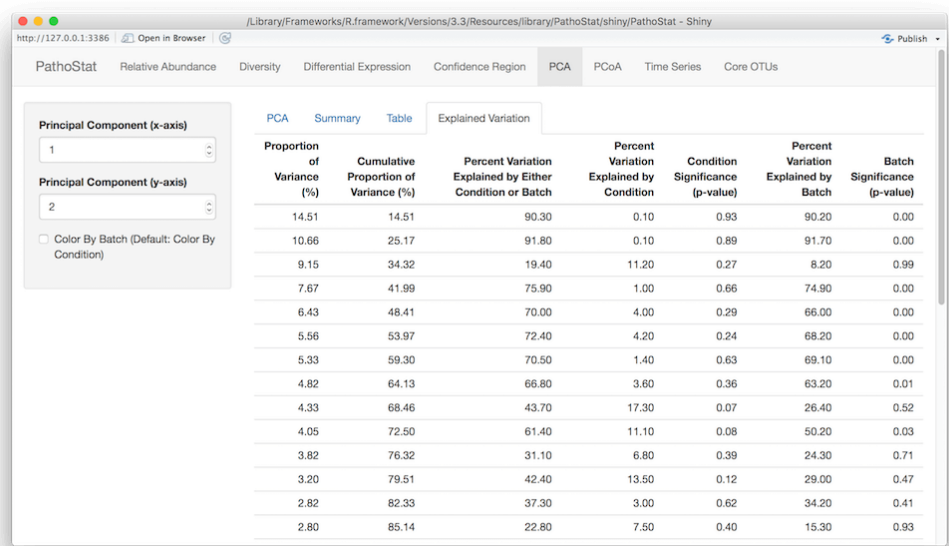 /Library/Frameworks/R.framework/Versions/3.3/Resources/library/PathoStat/shiny/PathoStat - Shiny
http://127.0.0.1:3386 Open in Browser Publish
PathoStat Relative Abundance Diversity Differential Expression Confidence Region PCA PCoA Time Series Core OTUs
Principal Component (x-axis)
1
Principal Component (y-axis)
2
Color By Batch (Default: Color By
Condition)
PCA Summary Table Explained Variation
Proportion of Variance (%) Cumulative Proportion of Variance (%) Percent Variation Explained by Either Condition or Batch Percent Variation Explained by Condition Condition Significance (p-value) Percent Variation Explained by Batch Batch Significance (p-value)
14.51 14.51 90.30 0.10 0.93 90.20 0.00
10.66 25.17 91.80 0.10 0.89 91.70 0.00
9.15 34.32 19.40 11.20 0.27 8.20 0.99
7.67 41.99 75.90 1.00 0.66 74.90 0.00
6.43 48.41 70.00 4.00 0.29 66.00 0.00
5.56 53.97 72.40 4.20 0.24 68.20 0.00
5.33 59.30 70.50 1.40 0.63 69.10 0.00
4.82 64.13 66.80 3.60 0.36 63.20 0.01
4.33 68.46 43.70 17.30 0.07 26.40 0.52
4.05 72.50 61.40 11.10 0.08 50.20 0.03
3.82 76.32 31.10 6.80 0.39 24.30 0.71
3.20 79.51 42.40 13.50 0.12 29.00 0.47
2.82 82.33 37.30 3.00 0.62 34.20 0.41
2.80 85.14 22.80 7.50 0.40 15.30 0.93